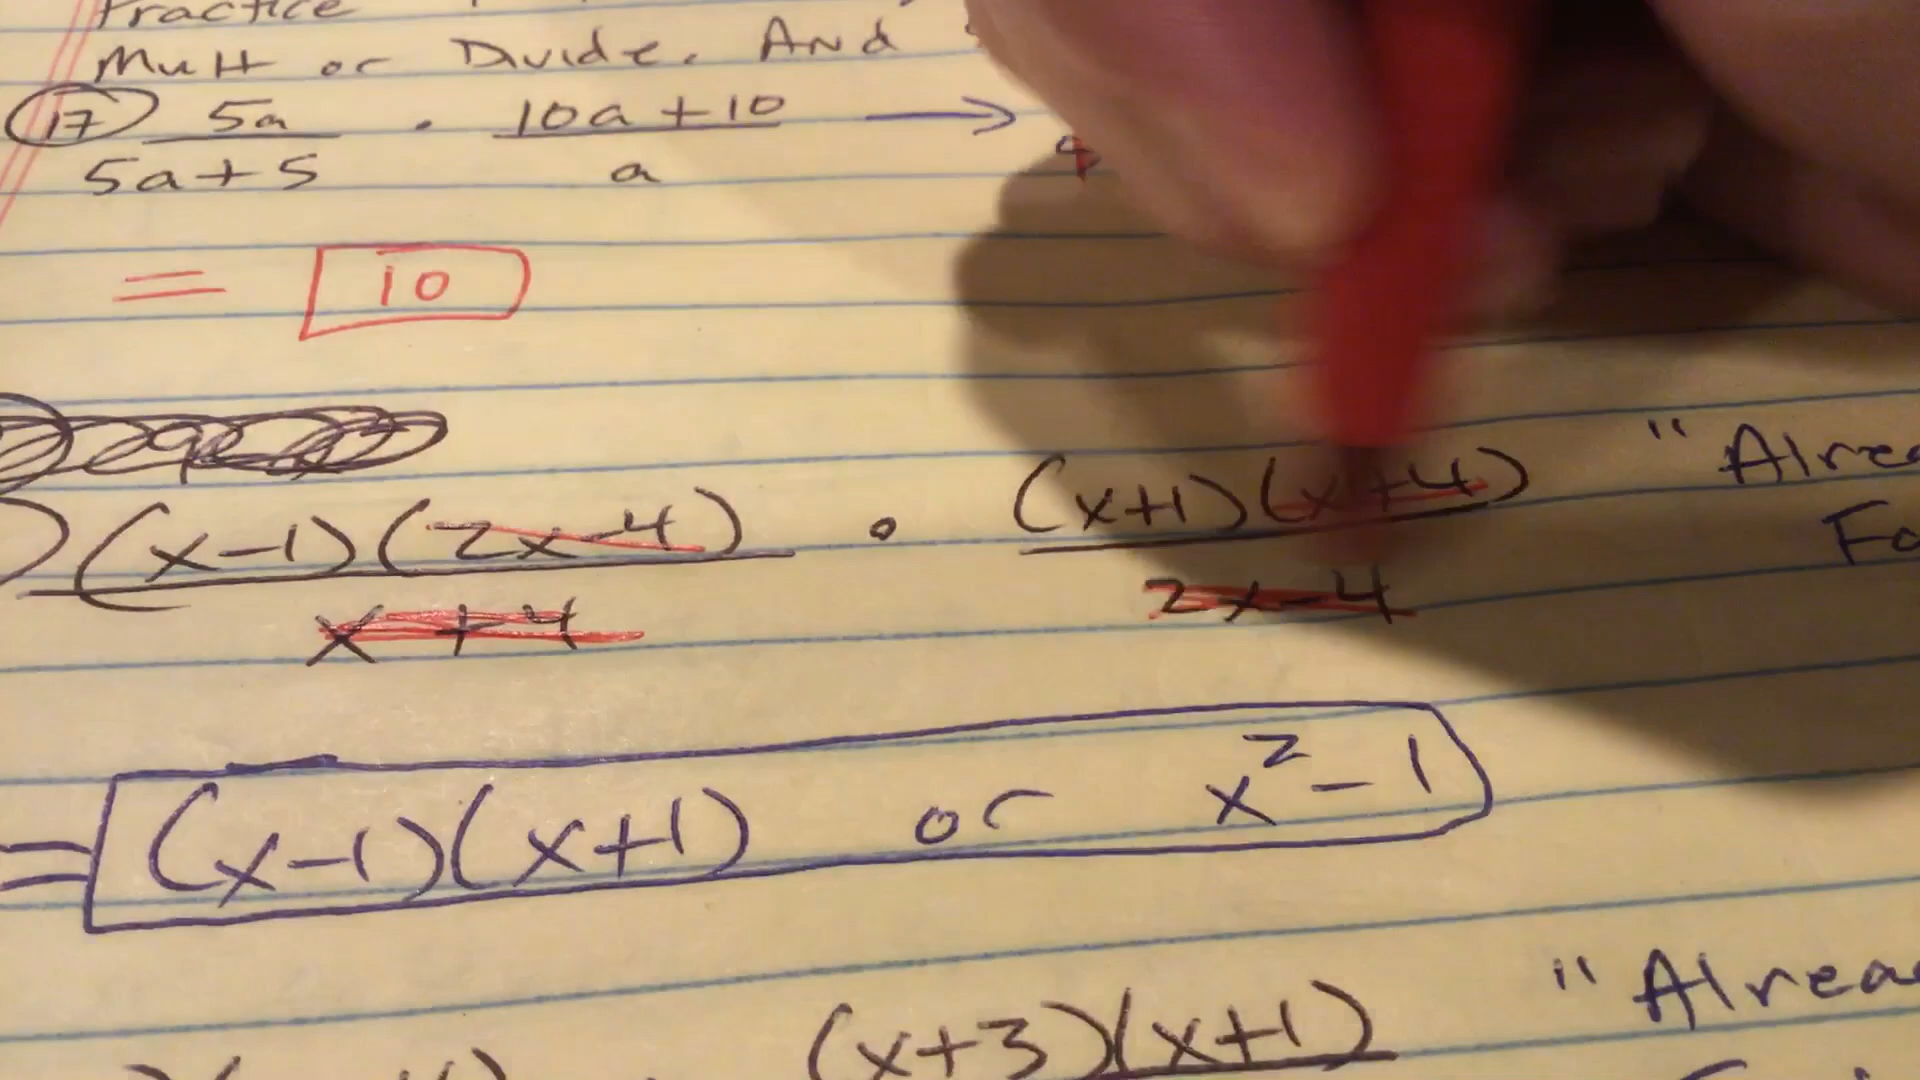 Practice
Mult or Divide. And
17 5a/5a+5 · 10a+10/a →
= 10
(x-1)(2x-4)/x+4 · (x+1)(x+4)/2x-4 "Alrea
Fa
= (x-1)(x+1) or x²-1
(x+3)(x+1) "Alrea